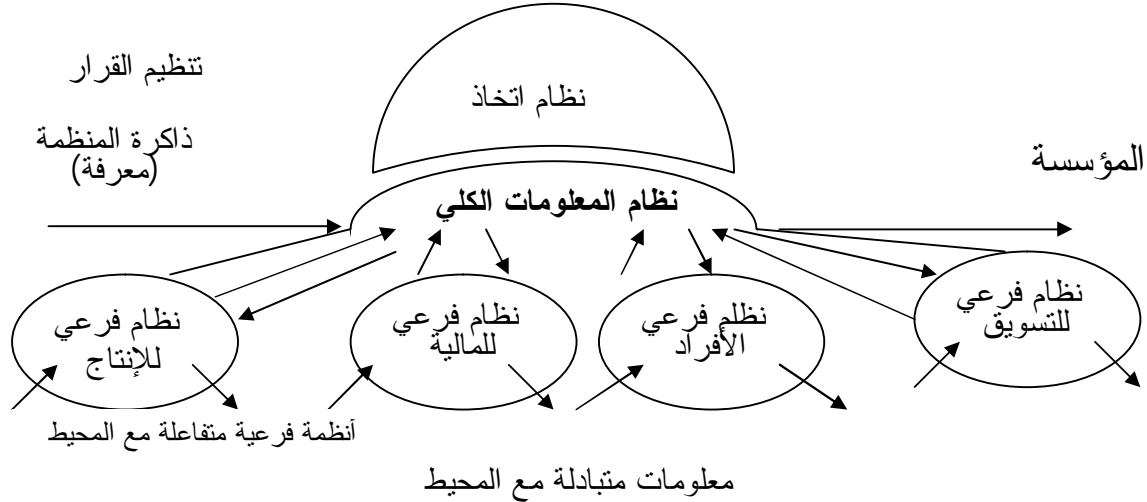 تنظيم القرار
نظام اتخاذ
ذاكرة المنظمة
(معرفة)
المؤسسة
نظام المعلومات الكلي
نظام فرعي
للإنتاج
نظام فرعي
للمالية
نظلم فرعي
الأفراد
نظام فرعي
للتسويق
أنظمة فرعية متفاعلة مع المحيط
معلومات متبادلة مع المحيط